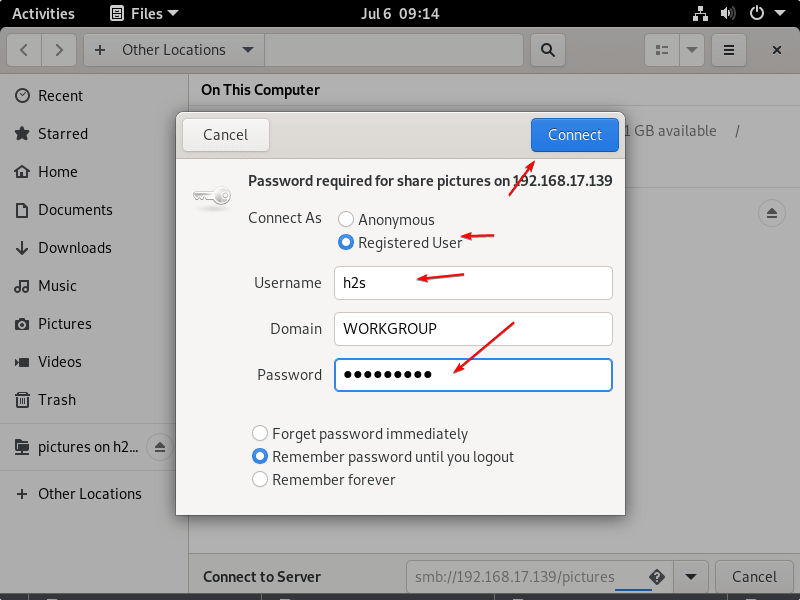 Activities Files Jul 6 09:14
Other Locations
On This Computer
Recent
Starred
Home
Documents
Downloads
Music
Pictures
Videos
Trash
pictures on h2...
Other Locations
1 GB available /
Cancel Connect
Password required for share pictures on 192.168.17.139
Connect As Anonymous
Registered User
Username h2s
Domain WORKGROUP
Password ●●●●●●●●●
Forget password immediately
Remember password until you logout
Remember forever
Connect to Server smb://192.168.17.139/pictures Cancel